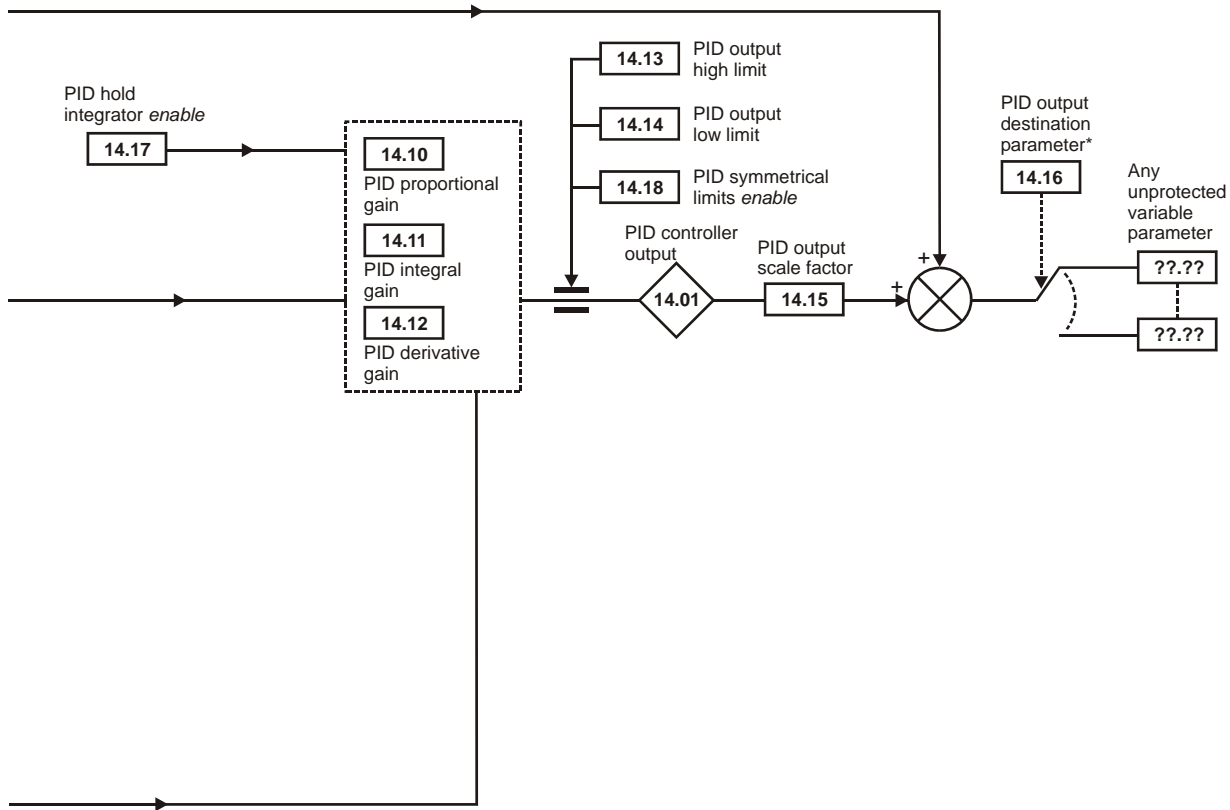 14.13
PID output
high limit
PID hold
integrator enable
14.17
14.14
PID output
low limit
14.18
PID symmetrical
limits enable
14.10
PID proportional
gain
14.11
PID integral
gain
14.12
PID derivative
gain
PID controller
output
14.01
PID output
scale factor
14.15
+
+
PID output
destination
parameter*
14.16
Any
unprotected
variable
parameter
??.??
??.??